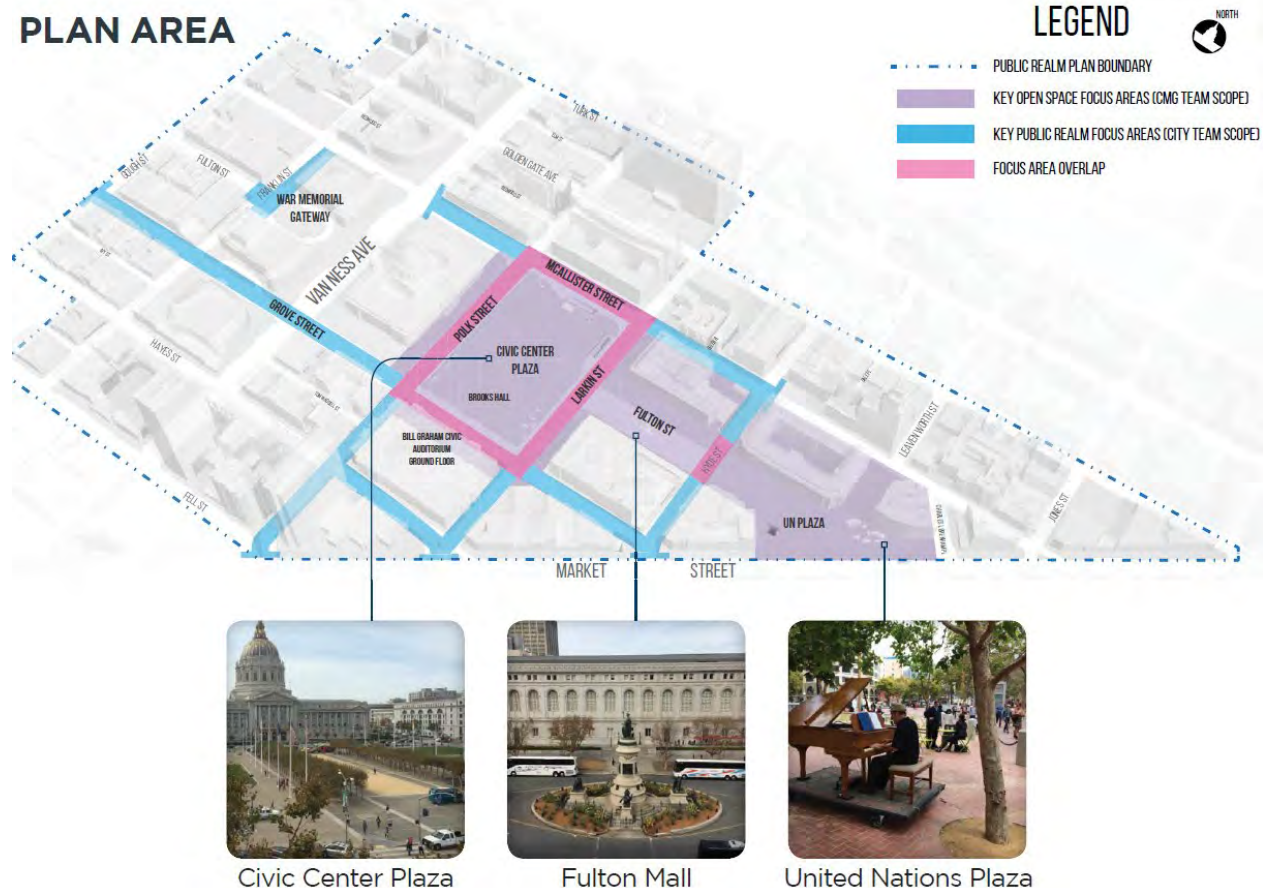 PLAN AREA
LEGEND
NORTH
PUBLIC REALM PLAN BOUNDARY
KEY OPEN SPACE FOCUS AREAS (CMG TEAM SCOPE)
KEY PUBLIC REALM FOCUS AREAS (CITY TEAM SCOPE)
FOCUS AREA OVERLAP
TURK ST
GOLDEN GATE AVE
GOUGH ST
FULTON ST
FRANKLIN ST
WAR MEMORIAL
GATEWAY
VAN NESS AVE
MCALLISTER STREET
POLK STREET
GROVE STREET
HAYES ST
CIVIC CENTER
PLAZA
BROOKS HALL
LARKIN ST
FULTON ST
BILL GRAHAM CIVIC
AUDITORIUM
GROUND FLOOR
HYDE ST
LEAVENWORTH ST
FELL ST
UN PLAZA
JONES ST
MARKET STREET
Civic Center Plaza
Fulton Mall
United Nations Plaza